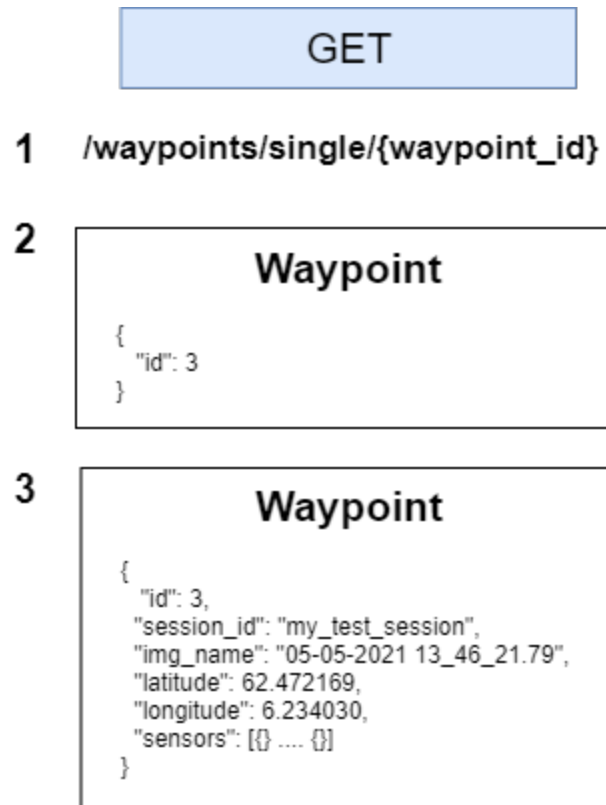 GET
1 /waypoints/single/{waypoint_id}
2
Waypoint
{
"id": 3
}
3
Waypoint
{
"id": 3,
"session_id": "my_test_session",
"img_name": "05-05-2021 13_46_21.79",
"latitude": 62.472169,
"longitude": 6.234030,
"sensors": [{} .... {}]
}